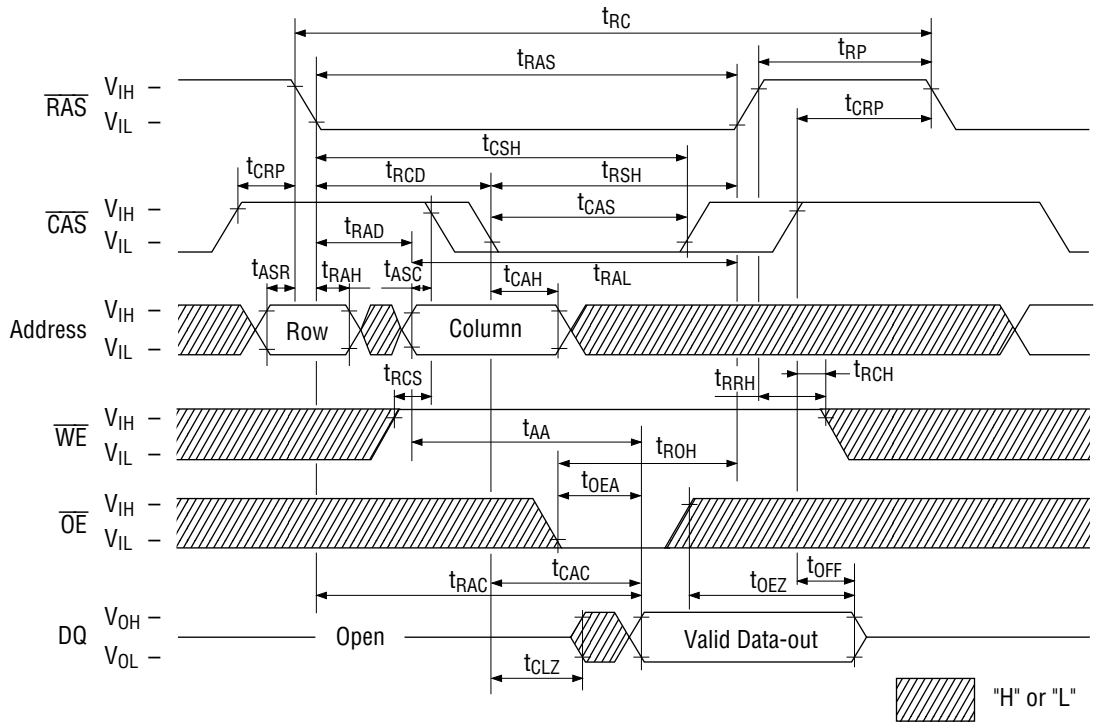 tRC
tRAS tRP
RAS VIH –
VIL –
tCRP
tCSH
tCRP tRCD tRSH
CAS VIH –
VIL –
tRAD tCAS
tASR tRAH tASC tCAH tRAL
Address VIH –
VIL –
Row Column
tRCS tRRH tRCH
WE VIH –
VIL –
tAA tROH
tOEA
OE VIH –
VIL –
tCAC tOFF
tRAC tOEZ
DQ VOH –
VOL –
Open Valid Data-out
tCLZ
"H" or "L"